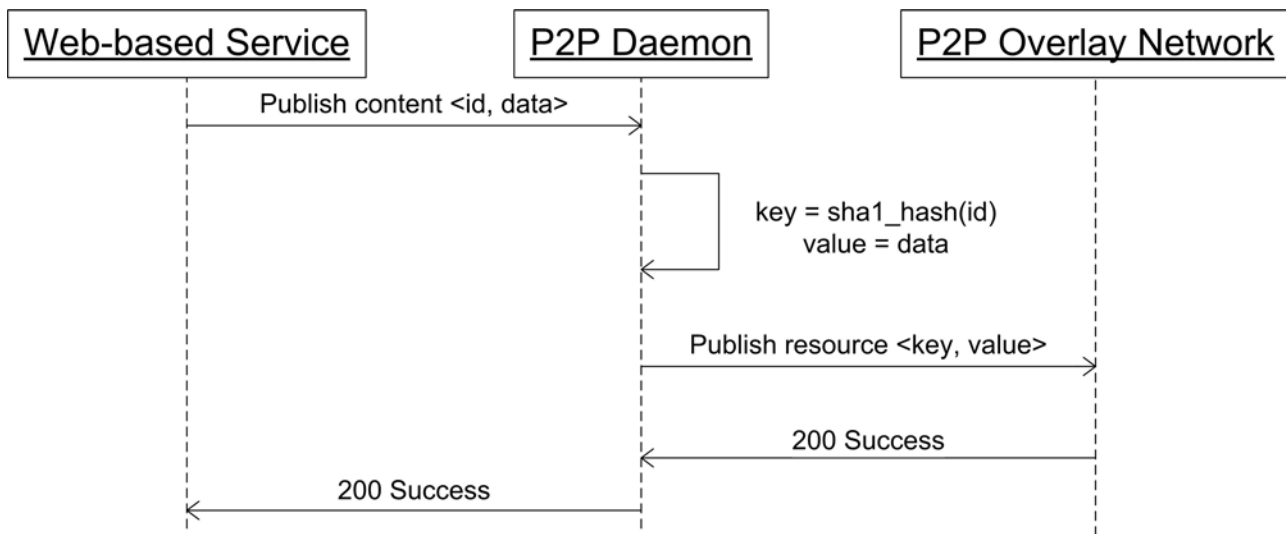 Web-based Service
P2P Daemon
P2P Overlay Network
Publish content <id, data>
key = sha1_hash(id)
value = data
Publish resource <key, value>
200 Success
200 Success